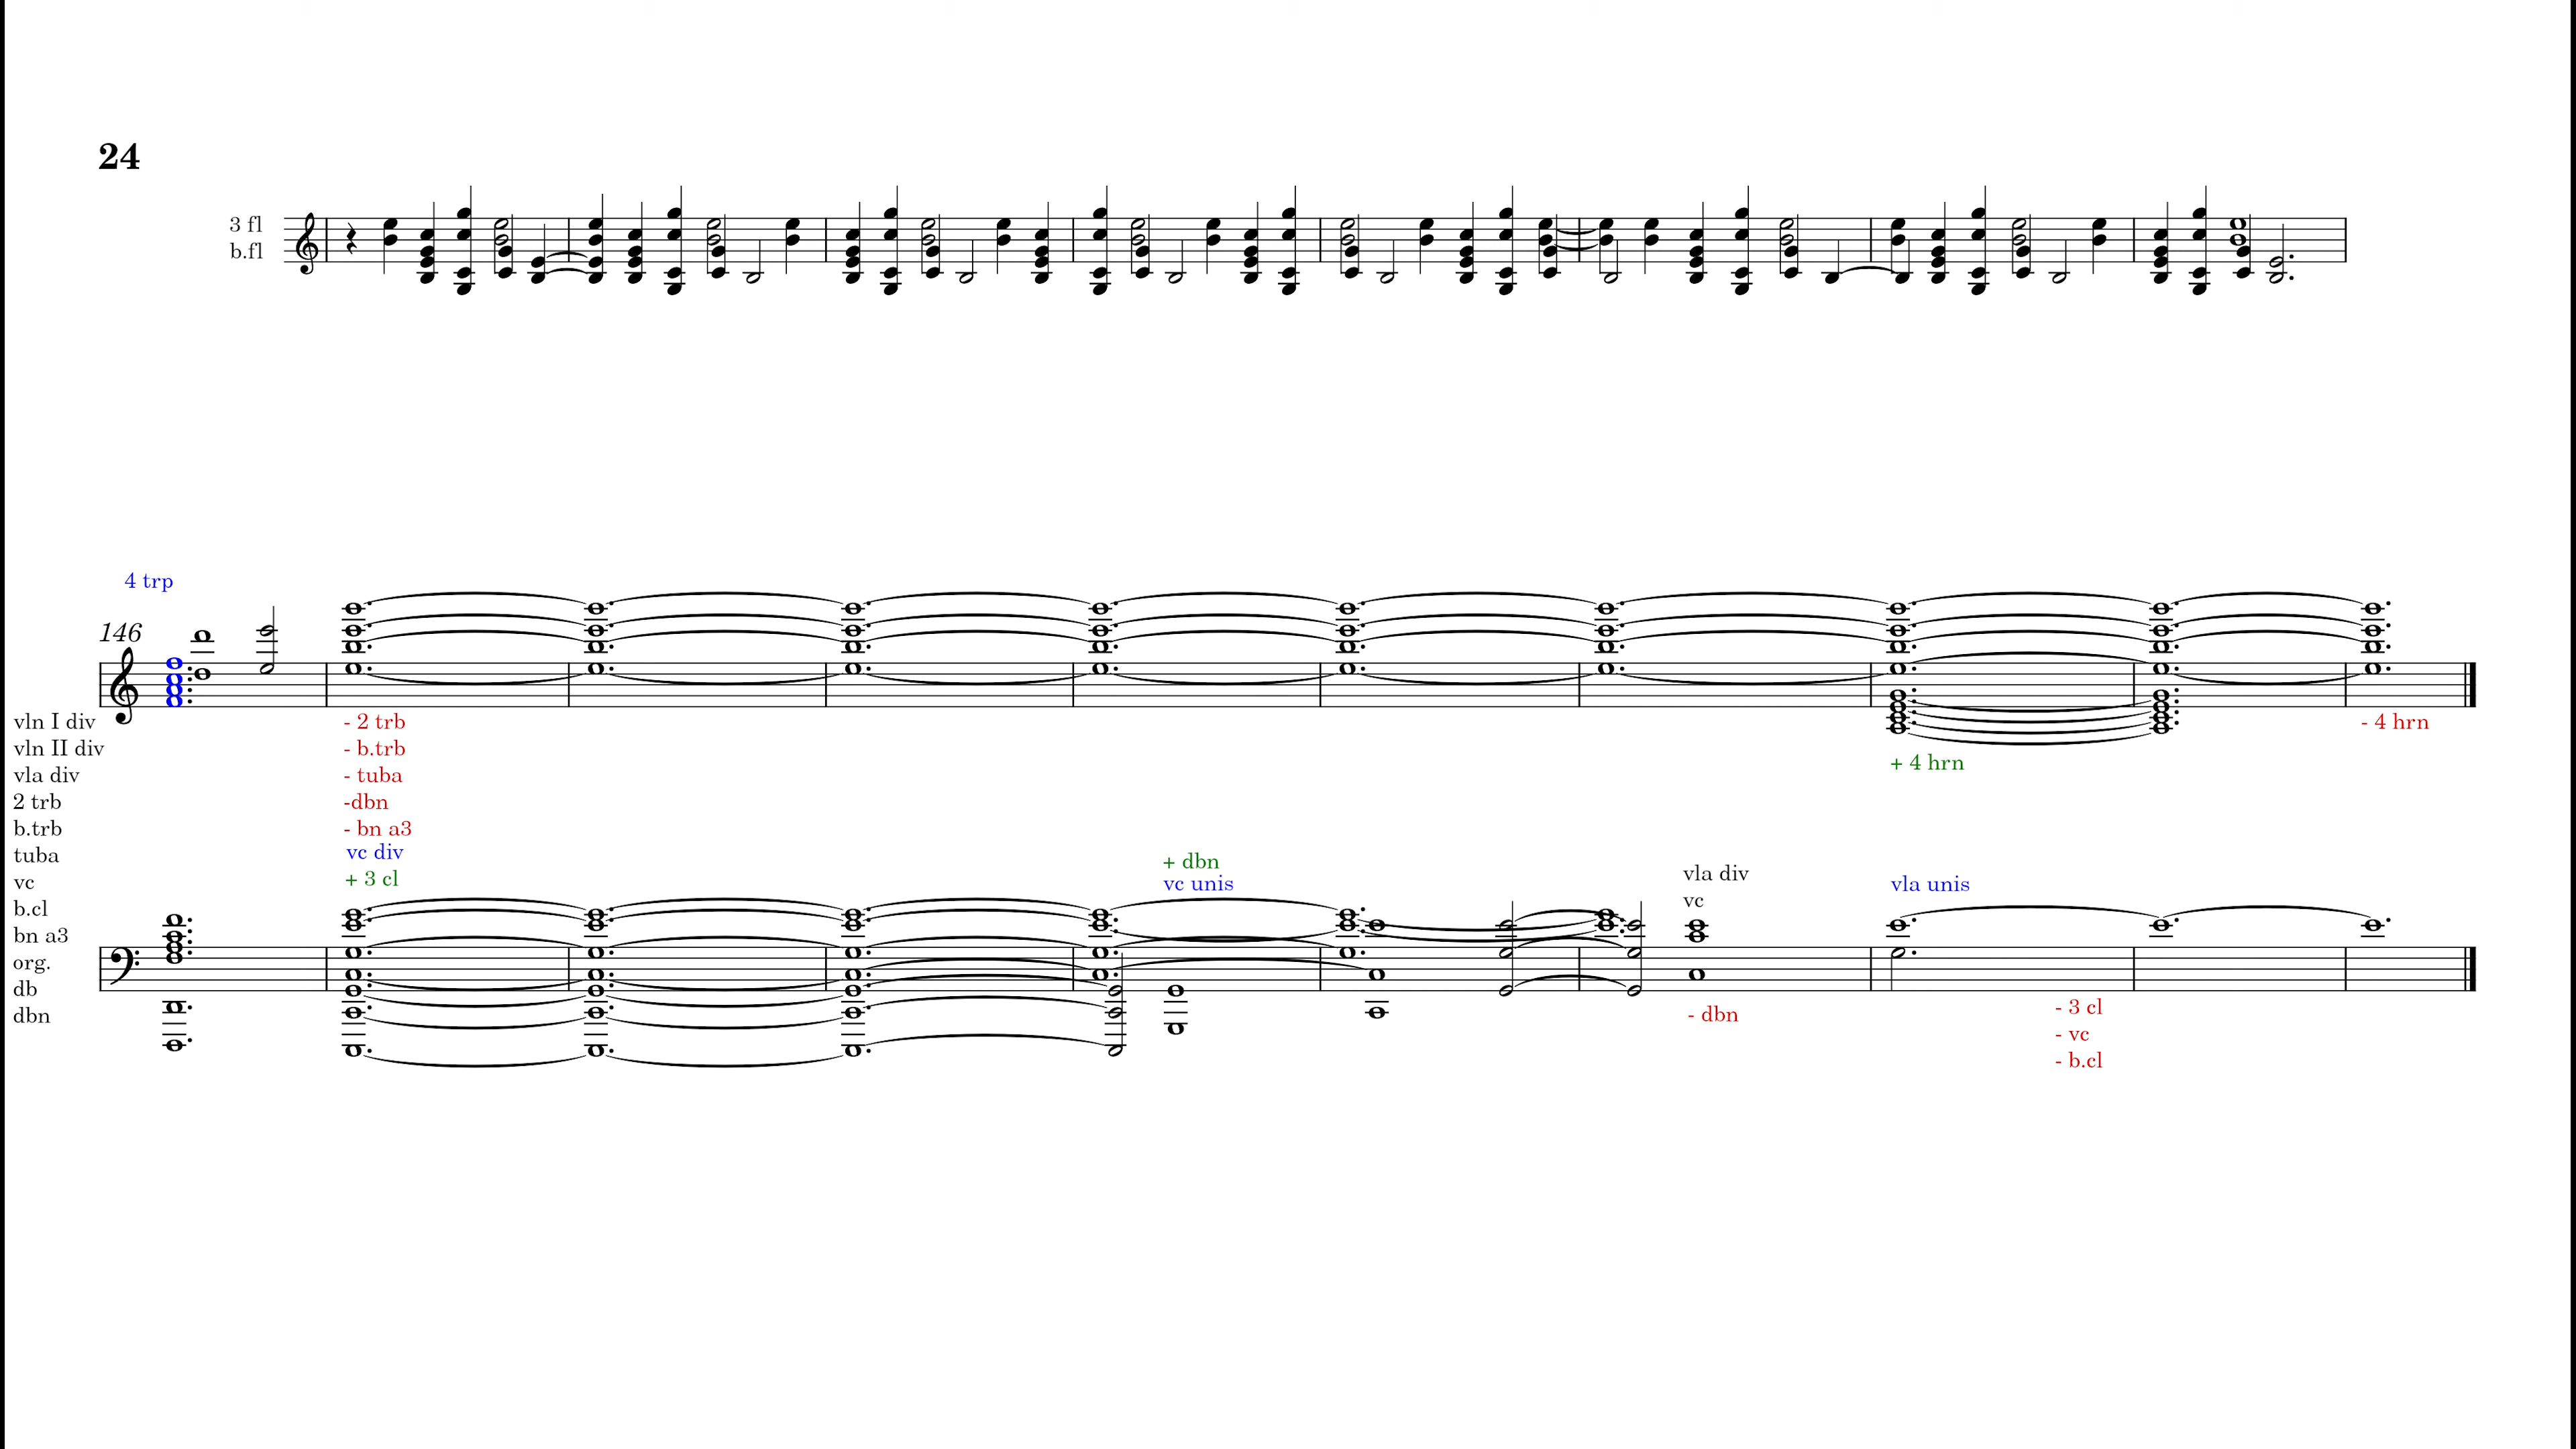 24
3 fl
b.fl
4 trp
146
vln I div
vln II div
vla div
2 trb
b.trb
tuba
vc
b.cl
bn a3
org.
db
dbn
- 2 trb
- b.trb
- tuba
-dbn
- bn a3
vc div
+ 3 cl
+ dbn
vc unis
vla div
vc
- dbn
+ 4 hrn
vla unis
- 3 cl
- vc
- b.cl
- 4 hrn